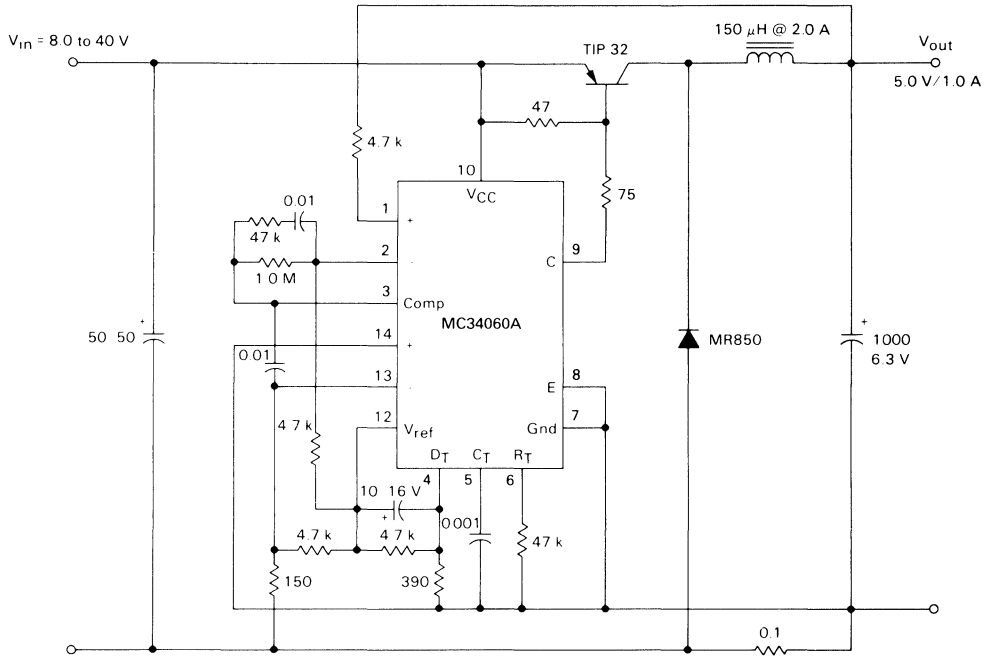 V_in = 8.0 to 40 V
TIP 32
150 μH @ 2.0 A
V_out
5.0 V/1.0 A
47
4.7 k
10
V_CC
75
0.01
47 k
1 0 M
1
+
2
-
3
Comp
9
C
MC34060A
14
+
0.01
13
-
12
V_ref
8
E
7
Gnd
50 50
+
MR850
+
1000
6.3 V
4 7 k
D_T
C_T
R_T
4
5
6
10 16 V
+
0 001
47 k
4.7 k
4 7 k
150
390
0.1